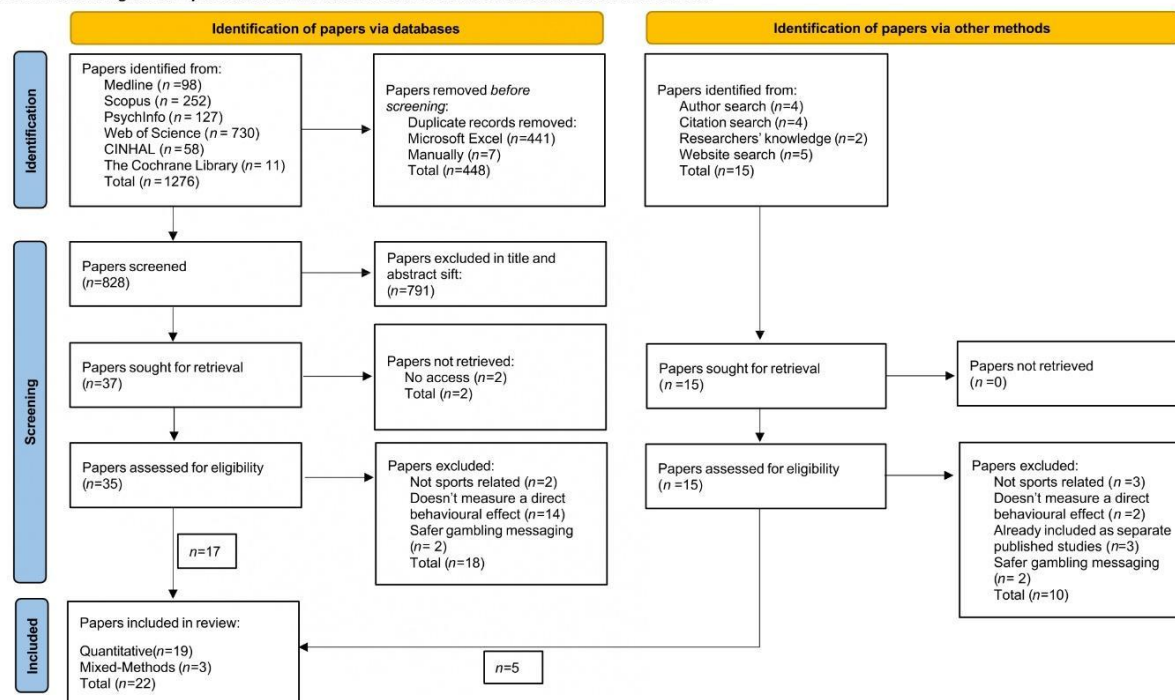 Identification of papers via databases
Identification of papers via other methods
Identification
Papers identified from:
Medline (n =98)
Scopus (n = 252)
PsychInfo (n = 127)
Web of Science (n = 730)
CINHAL (n = 58)
The Cochrane Library (n= 11)
Total (n = 1276)
Papers removed before
screening:
Duplicate records removed:
Microsoft Excel (n=441)
Manually (n=7)
Total (n=448)
Papers identified from:
Author search (n=4)
Citation search (n=4)
Researchers' knowledge (n=2)
Website search (n=5)
Total (n=15)
Screening
Papers screened
(n=828)
Papers excluded in title and
abstract sift:
(n=791)
Papers sought for retrieval
(n=37)
Papers not retrieved:
No access (n=2)
Total (n=2)
Papers sought for retrieval
(n =15)
Papers not retrieved
(n =0)
Papers assessed for eligibility
(n=35)
Papers excluded:
Not sports related (n=2)
Doesn't measure a direct
behavioural effect (n=14)
Safer gambling messaging
(n= 2)
Total (n=18)
Papers assessed for eligibility
(n =15)
Papers excluded:
Not sports related (n =3)
Doesn't measure a direct
behavioural effect (n =2)
Already included as separate
published studies (n=3)
Safer gambling messaging
(n= 2)
Total (n=10)
n=17
Included
Papers included in review:
Quantitative(n=19)
Mixed-Methods (n=3)
Total (n=22)
n=5